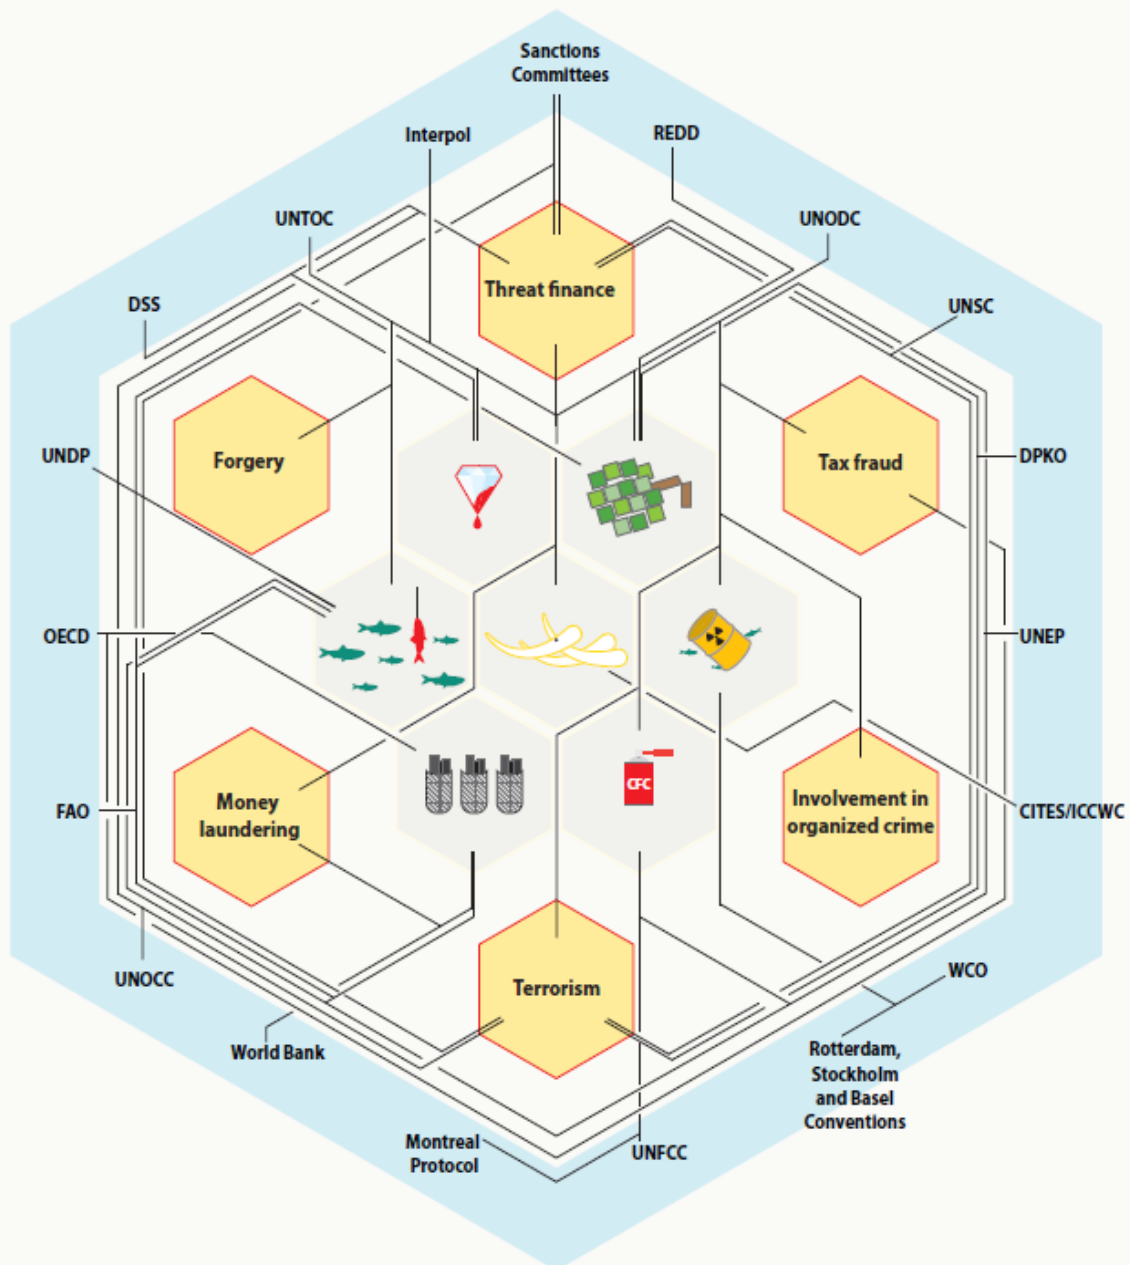 Sanctions
Committees
Interpol
REDD
UNTOC
UNODC
DSS
Threat finance
UNSC
UNDP
Forgery
Tax fraud
DPKO
OECD
UNEP
CFC
FAO
Money
laundering
Involvement in
organized crime
CITES/ICCWC
UNOCC
Terrorism
WCO
World Bank
Rotterdam,
Stockholm
and Basel
Conventions
Montreal
Protocol
UNFCC